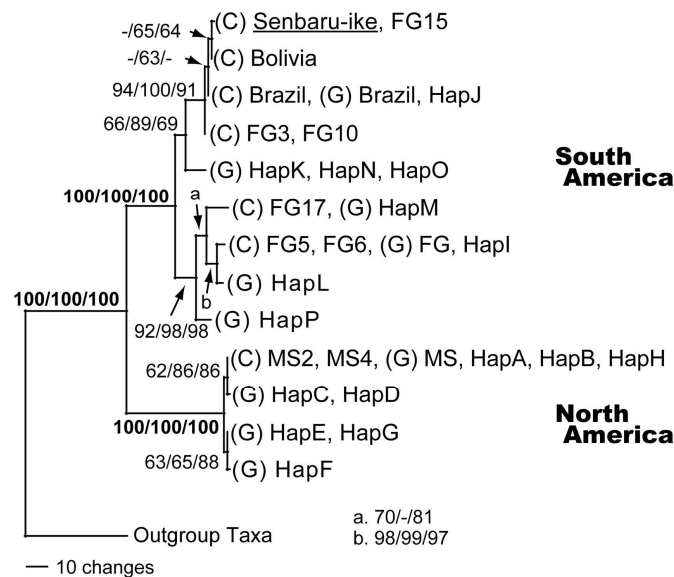 (C) Senbaru-ike, FG15
-/65/64
-/63/-
(C) Bolivia
94/100/91
(C) Brazil, (G) Brazil, HapJ
66/89/69
(C) FG3, FG10
(G) HapK, HapN, HapO
South
America
100/100/100
a
(C) FG17, (G) HapM
(C) FG5, FG6, (G) FG, HapI
b
(G) HapL
100/100/100
92/98/98
(G) HapP
(C) MS2, MS4, (G) MS, HapA, HapB, HapH
62/86/86
(G) HapC, HapD
North
America
100/100/100
(G) HapE, HapG
63/65/88
(G) HapF
a. 70/-/81
b. 98/99/97
Outgroup Taxa
10 changes